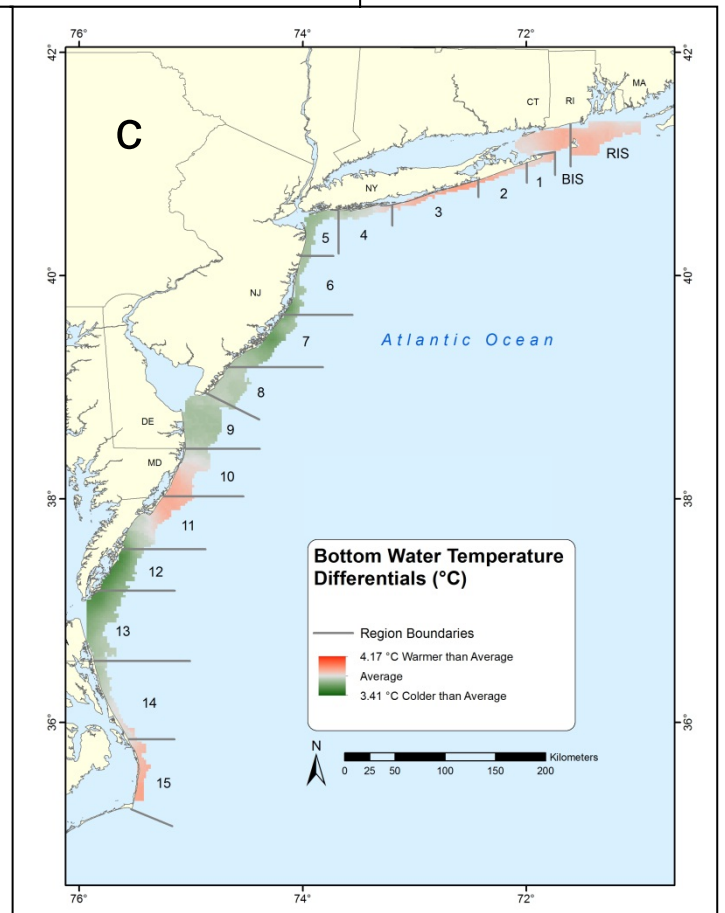 76°
74°
72°
42°
42°
C
MA
CT
RI
RIS
BIS
NY
1
2
3
4
5
40°
40°
6
NJ
7
Atlantic Ocean
8
DE
9
MD
10
38°
38°
11
12
13
14
15
36°
36°
Bottom Water Temperature
Differentials (°C)
Region Boundaries
4.17 °C Warmer than Average
Average
3.41 °C Colder than Average
N
Kilometers
0 25 50 100 150 200
76°
74°
72°